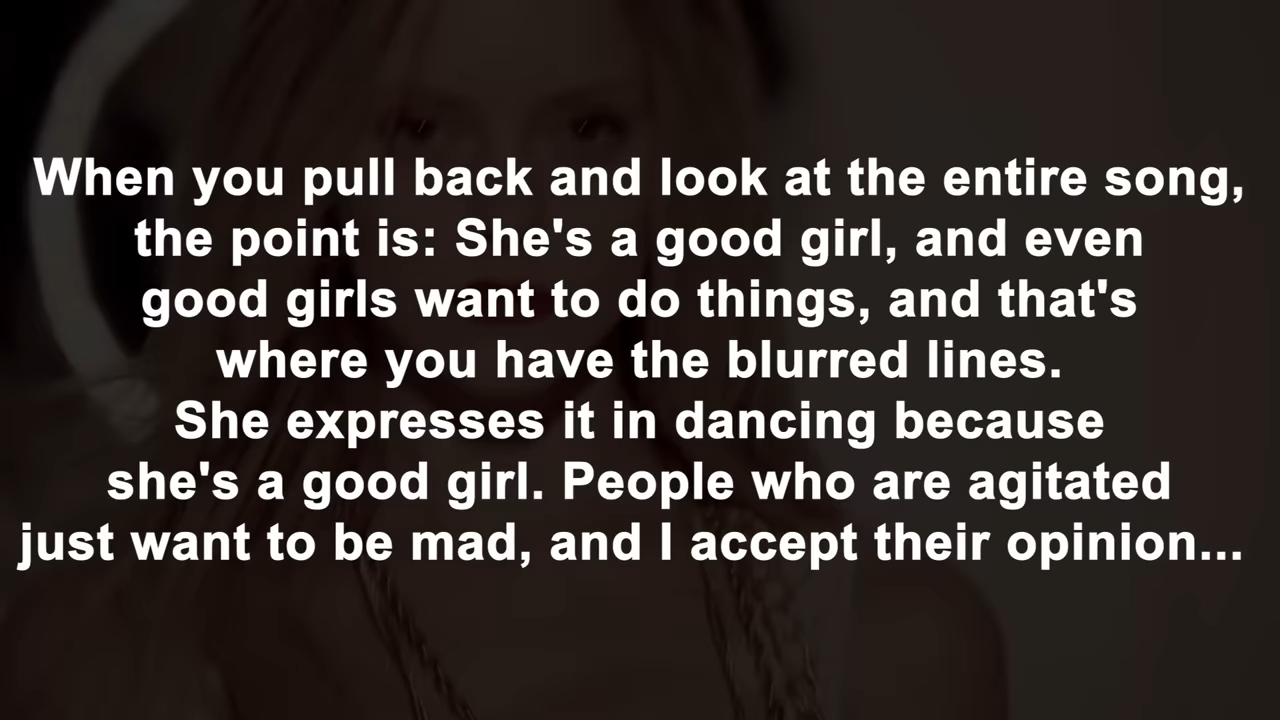 When you pull back and look at the entire song,
the point is: She's a good girl, and even
good girls want to do things, and that's
where you have the blurred lines.
She expresses it in dancing because
she's a good girl. People who are agitated
just want to be mad, and I accept their opinion...